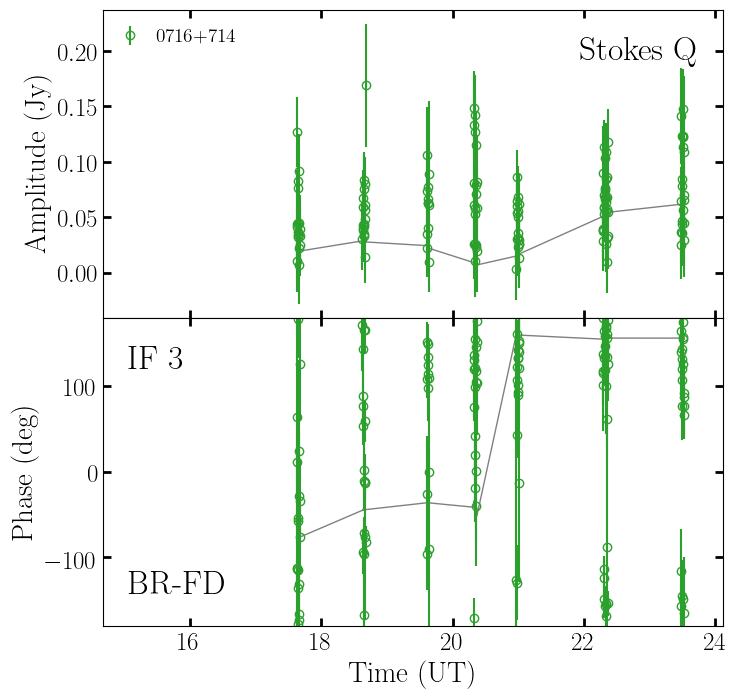 0716+714
Stokes Q
0.20
0.15
0.10
0.05
0.00
Amplitude (Jy)
IF 3
100
0
−100
Phase (deg)
BR-FD
16 18 20 22 24
Time (UT)